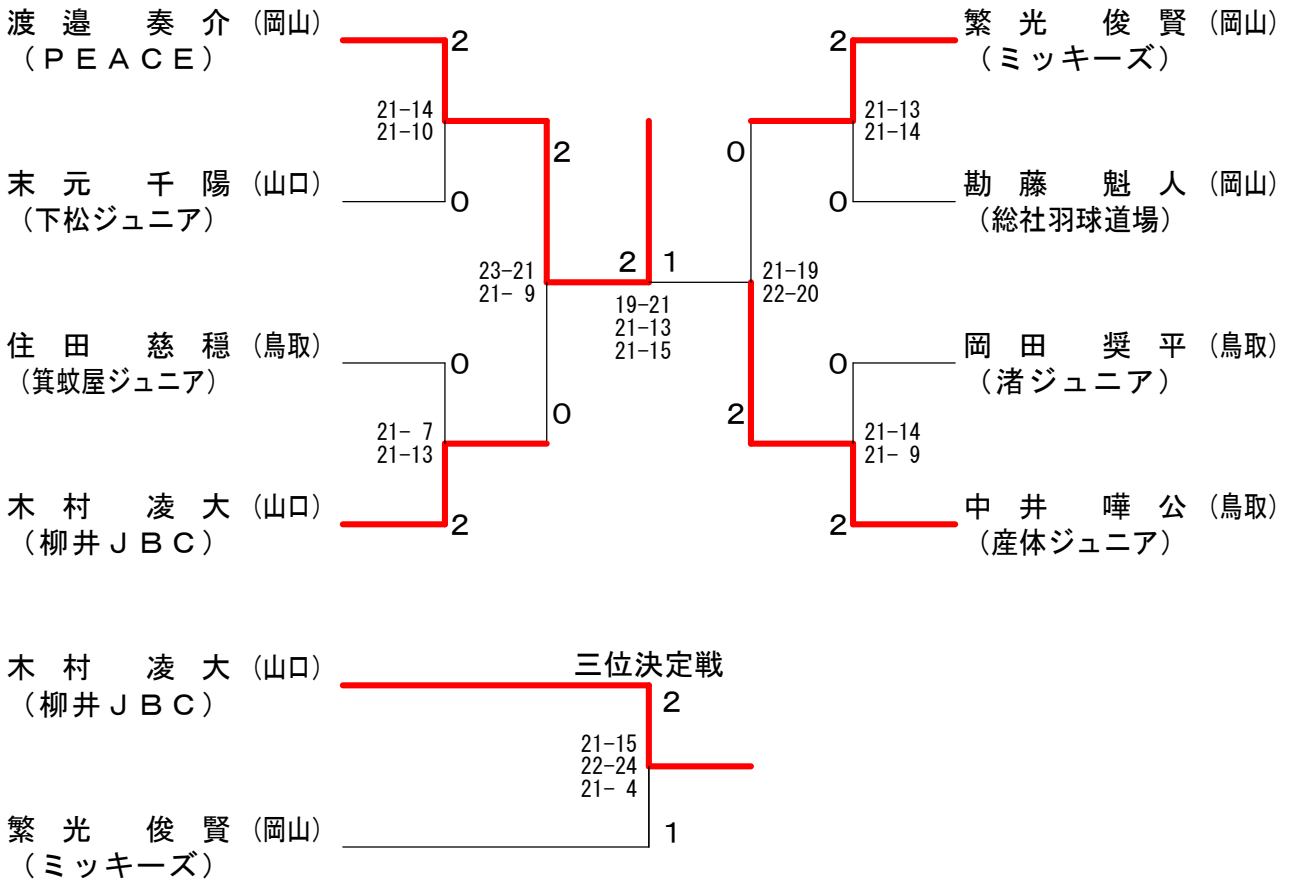 渡邉 奏介 (岡山)
(ＰＥＡＣＥ)
2
21-14
21-10
末元 千陽 (山口)
(下松ジュニア)
0
2
23-21
21- 9
住田 慈穏 (鳥取)
(箕蚊屋ジュニア)
0
21- 7
21-13
0
木村 凌大 (山口)
(柳井ＪＢＣ)
2
2 1
19-21
21-13
21-15
繁光 俊賢 (岡山)
(ミッキーズ)
2
21-13
21-14
0
勘藤 魁人 (岡山)
(総社羽球道場)
0
21-19
22-20
岡田 奨平 (鳥取)
(渚ジュニア)
0
2
21-14
21- 9
中井 嘩公 (鳥取)
(産体ジュニア)
2
三位決定戦
木村 凌大 (山口)
(柳井ＪＢＣ)
2
21-15
22-24
21- 4
繁光 俊賢 (岡山)
(ミッキーズ)
1